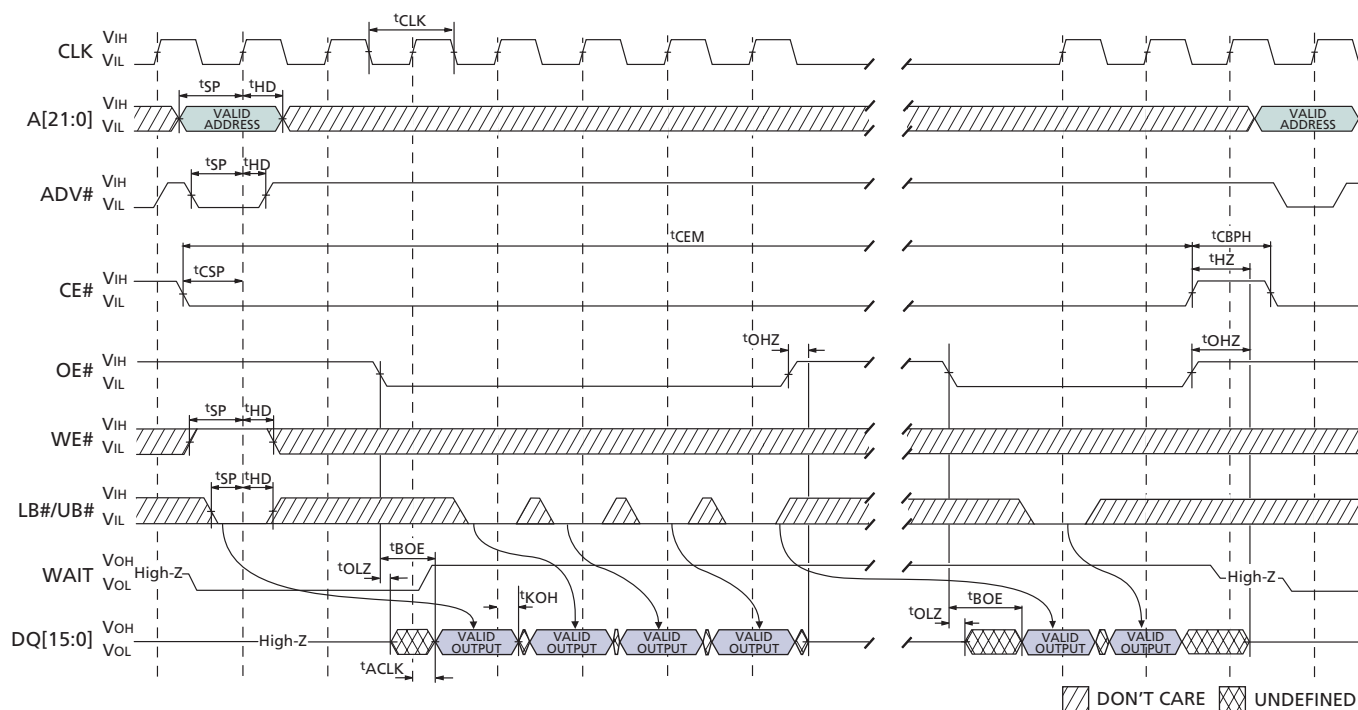 tCLK
CLK VIH
VIL
tSP tHD
A[21:0] VIH
VIL
VALID ADDRESS
VALID ADDRESS
tSP tHD
ADV# VIH
VIL
tCEM
tCBPH
tCSP
tHZ
CE# VIH
VIL
tOHZ
tOHZ
OE# VIH
VIL
tSP tHD
WE# VIH
VIL
tSP tHD
LB#/UB# VIH
VIL
tBOE
WAIT VOH
VOL
High-Z
tOLZ
High-Z
tKOH
tOLZ
tBOE
DQ[15:0] VOH
VOL
High-Z
VALID OUTPUT
VALID OUTPUT
VALID OUTPUT
VALID OUTPUT
VALID OUTPUT
VALID OUTPUT
tACLK
DON'T CARE
UNDEFINED